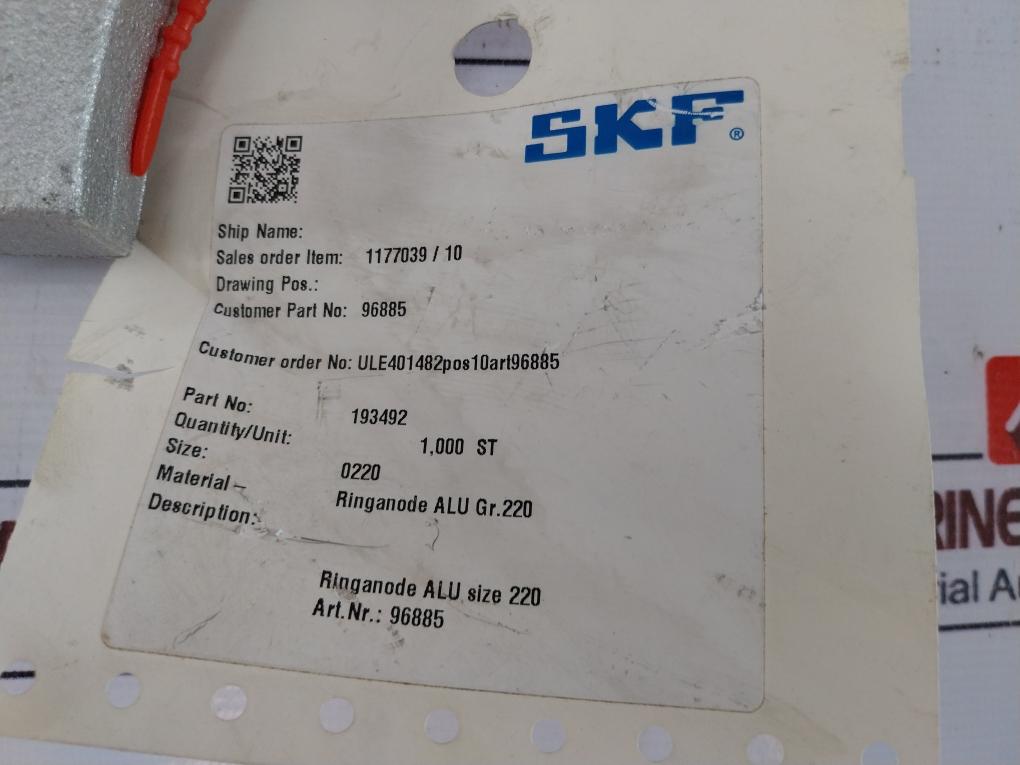 SKF®
Ship Name:
Sales order Item: 1177039 / 10
Drawing Pos.:
Customer Part No: 96885
Customer order No: ULE401482pos10art96885
Part No: 193492
Quantity/Unit: 1,000 ST
Size: 0220
Material - Ringanode ALU Gr.220
Description:
Ringanode ALU size 220
Art.Nr.: 96885